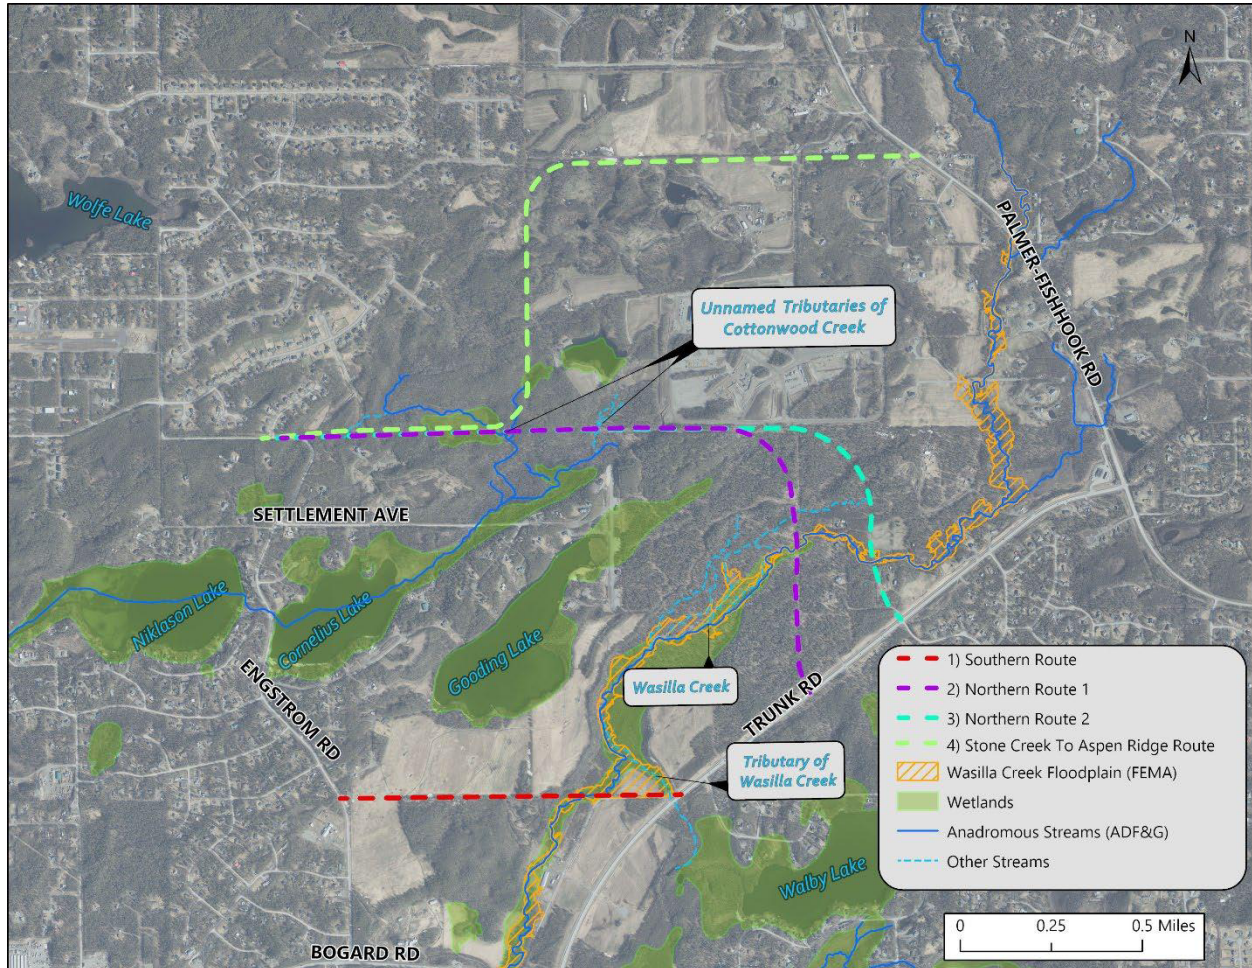 N
Wolfe Lake
PALMER-FISHHOOK RD
Unnamed Tributaries of
Cottonwood Creek
SETTLEMENT AVE
Niklason Lake
Cornelius Lake
Gooding Lake
ENGSTROM RD
Wasilla Creek
TRUNK RD
Tributary of
Wasilla Creek
Walby Lake
BOGARD RD
1) Southern Route
2) Northern Route 1
3) Northern Route 2
4) Stone Creek To Aspen Ridge Route
Wasilla Creek Floodplain (FEMA)
Wetlands
Anadromous Streams (ADF&G)
Other Streams
0 0.25 0.5 Miles